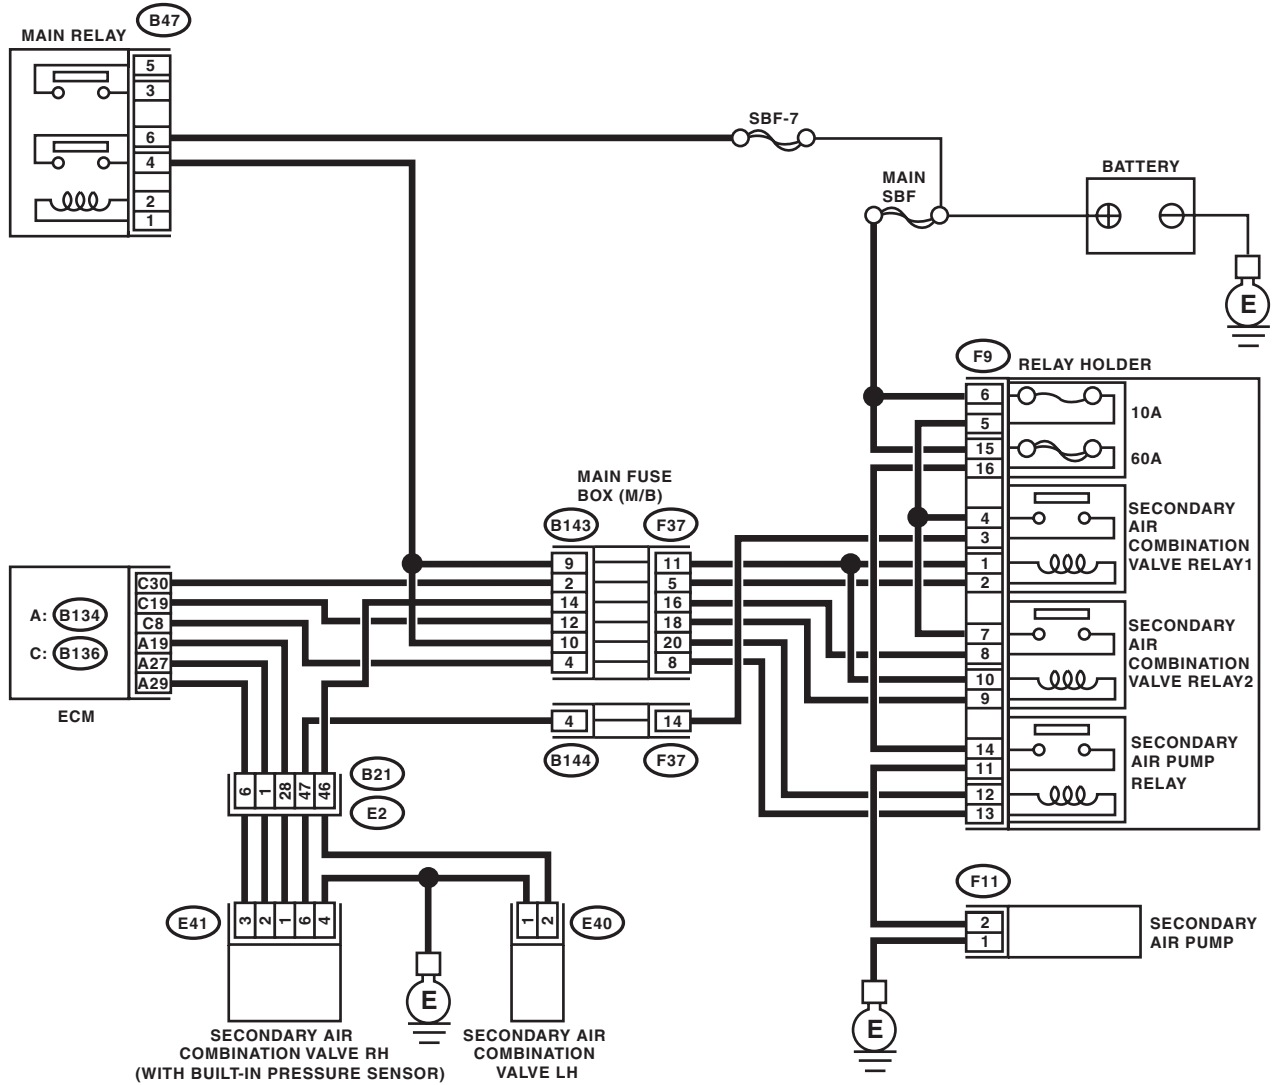 B47
MAIN RELAY
5
3
6
4
2
1
SBF-7
MAIN
SBF
BATTERY
E
F9
RELAY HOLDER
6
5
15
16
4
3
1
2
7
8
10
9
14
11
12
13
10A
60A
SECONDARY
AIR
COMBINATION
VALVE RELAY1
SECONDARY
AIR
COMBINATION
VALVE RELAY2
SECONDARY
AIR PUMP
RELAY
MAIN FUSE
BOX (M/B)
B143
F37
9
11
2
5
14
16
12
18
10
20
4
8
4
14
B144
F37
A: B134
C: B136
C30
C19
C8
A19
A27
A29
ECM
6
1
28
47
46
B21
E2
E41
3
2
1
6
4
1
2
E40
E
SECONDARY AIR
COMBINATION VALVE RH
(WITH BUILT-IN PRESSURE SENSOR)
SECONDARY AIR
COMBINATION
VALVE LH
F11
2
1
SECONDARY
AIR PUMP
E